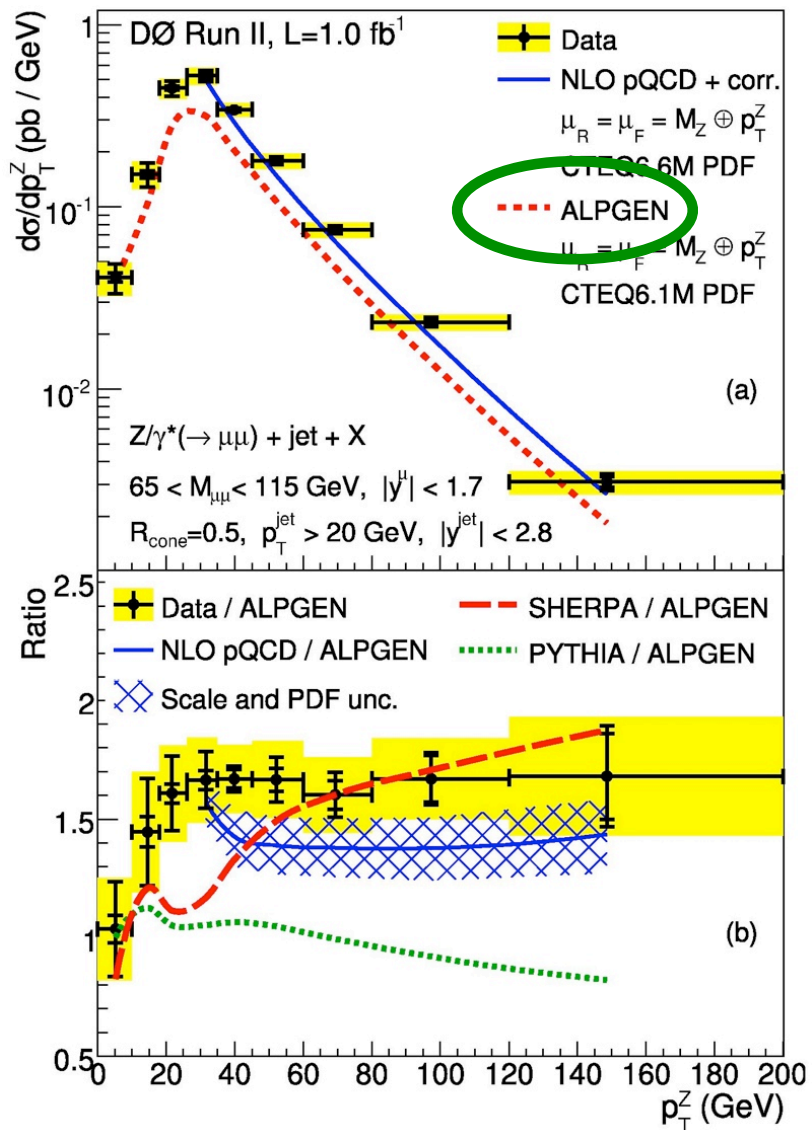 DØ Run II, L=1.0 fb⁻¹
Data
NLO pQCD + corr.
μ_R = μ_F = M_Z ⊕ p_T^Z
CTEQ6.6M PDF
ALPGEN
μ_R = μ_F = M_Z ⊕ p_T^Z
CTEQ6.1M PDF
dσ/dp_T^Z (pb / GeV)
10⁻¹
10⁻²
(a)
Z/γ*(→ μμ) + jet + X
65 < M_μμ < 115 GeV, |y^μ| < 1.7
R_cone=0.5, p_T^jet > 20 GeV, |y^jet| < 2.8
Ratio
2.5
2
1.5
1
0.5
Data / ALPGEN
SHERPA / ALPGEN
NLO pQCD / ALPGEN
PYTHIA / ALPGEN
Scale and PDF unc.
(b)
0 20 40 60 80 100 120 140 160 180 200
p_T^Z (GeV)